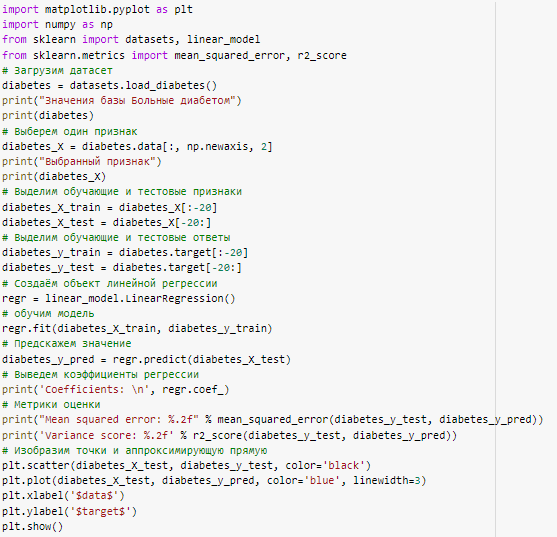 import matplotlib.pyplot as plt
import numpy as np
from sklearn import datasets, linear_model
from sklearn.metrics import mean_squared_error, r2_score
# Загрузим датасет
diabetes = datasets.load_diabetes()
print("Значения базы Больные диабетом")
print(diabetes)
# Выберем один признак
diabetes_X = diabetes.data[:, np.newaxis, 2]
print("Выбранный признак")
print(diabetes_X)
# Выделим обучающие и тестовые признаки
diabetes_X_train = diabetes_X[:-20]
diabetes_X_test = diabetes_X[-20:]
# Выделим обучающие и тестовые ответы
diabetes_y_train = diabetes.target[:-20]
diabetes_y_test = diabetes.target[-20:]
# Создаём объект линейной регрессии
regr = linear_model.LinearRegression()
# обучим модель
regr.fit(diabetes_X_train, diabetes_y_train)
# Предскажем значение
diabetes_y_pred = regr.predict(diabetes_X_test)
# Выведем коэффициенты регрессии
print('Coefficients: \n', regr.coef_)
# Метрики оценки
print("Mean squared error: %.2f" % mean_squared_error(diabetes_y_test, diabetes_y_pred))
print('Variance score: %.2f' % r2_score(diabetes_y_test, diabetes_y_pred))
# Изобразим точки и аппроксимирующую прямую
plt.scatter(diabetes_X_test, diabetes_y_test, color='black')
plt.plot(diabetes_X_test, diabetes_y_pred, color='blue', linewidth=3)
plt.xlabel('$data$')
plt.ylabel('$target$')
plt.show()